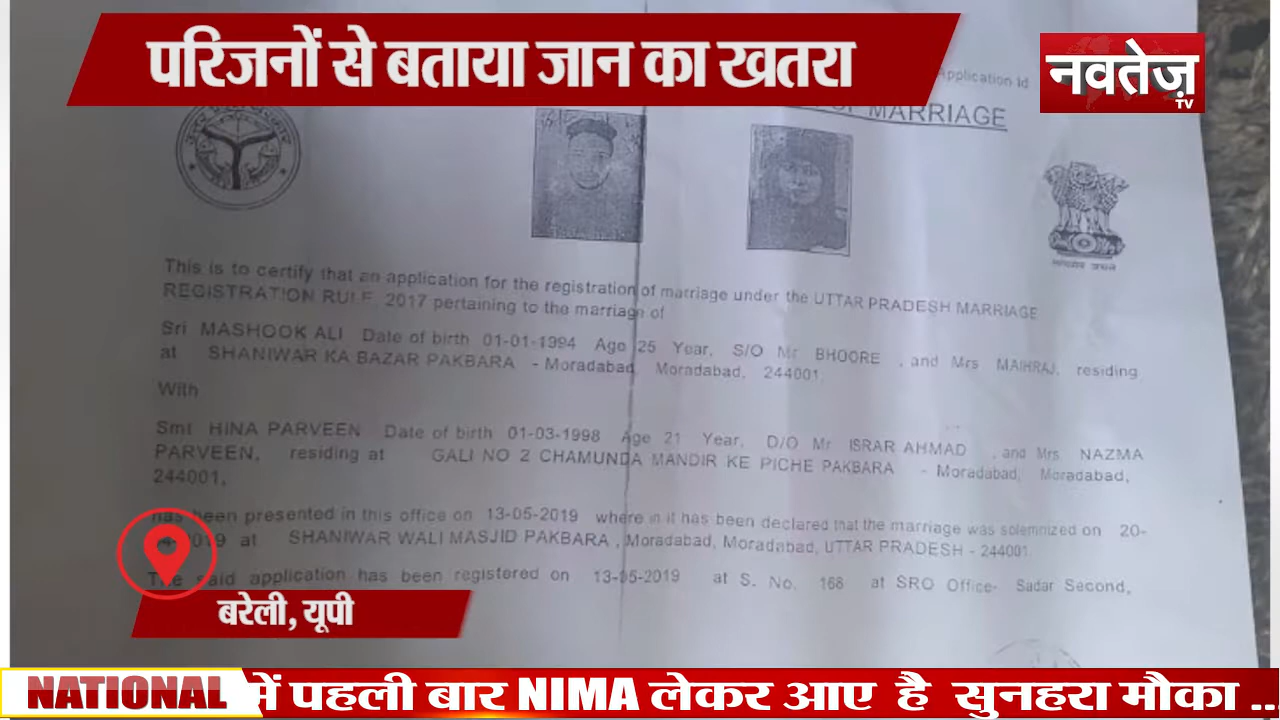 परिजनों से बताया जान का खतरा
नवतेज़
TV
Application Id
OF MARRIAGE
This is to certify that an application for the registration of marriage under the UTTAR PRADESH MARRIAGE
REGISTRATION RULE, 2017 pertaining to the marriage of
Sri MASHOOK ALI Date of birth 01-01-1994 Age 25 Year, S/O Mr BHOORE , and Mrs MAIHRAJ, residing
at SHANIWAR KA BAZAR PAKBARA - Moradabad, Moradabad, 244001
With
Smt HINA PARVEEN Date of birth 01-03-1998 Age 21 Year, D/O Mr ISRAR AHMAD , and Mrs NAZMA
PARVEEN, residing at GALI NO 2 CHAMUNDA MANDIR KE PICHE PAKBARA - Moradabad, Moradabad,
244001,
has been presented in this office on 13-05-2019 where in it has been declared that the marriage was solemnized on 20-
-2019 at SHANIWAR WALI MASJID PAKBARA , Moradabad, Moradabad, UTTAR PRADESH - 244001.
The said application has been registered on 13-05-2019 at S. No. 168 at SRO Office- Sadar Second,
बरेली, यूपी
NATIONAL में पहली बार NIMA लेकर आए है सुनहरा मौका ...